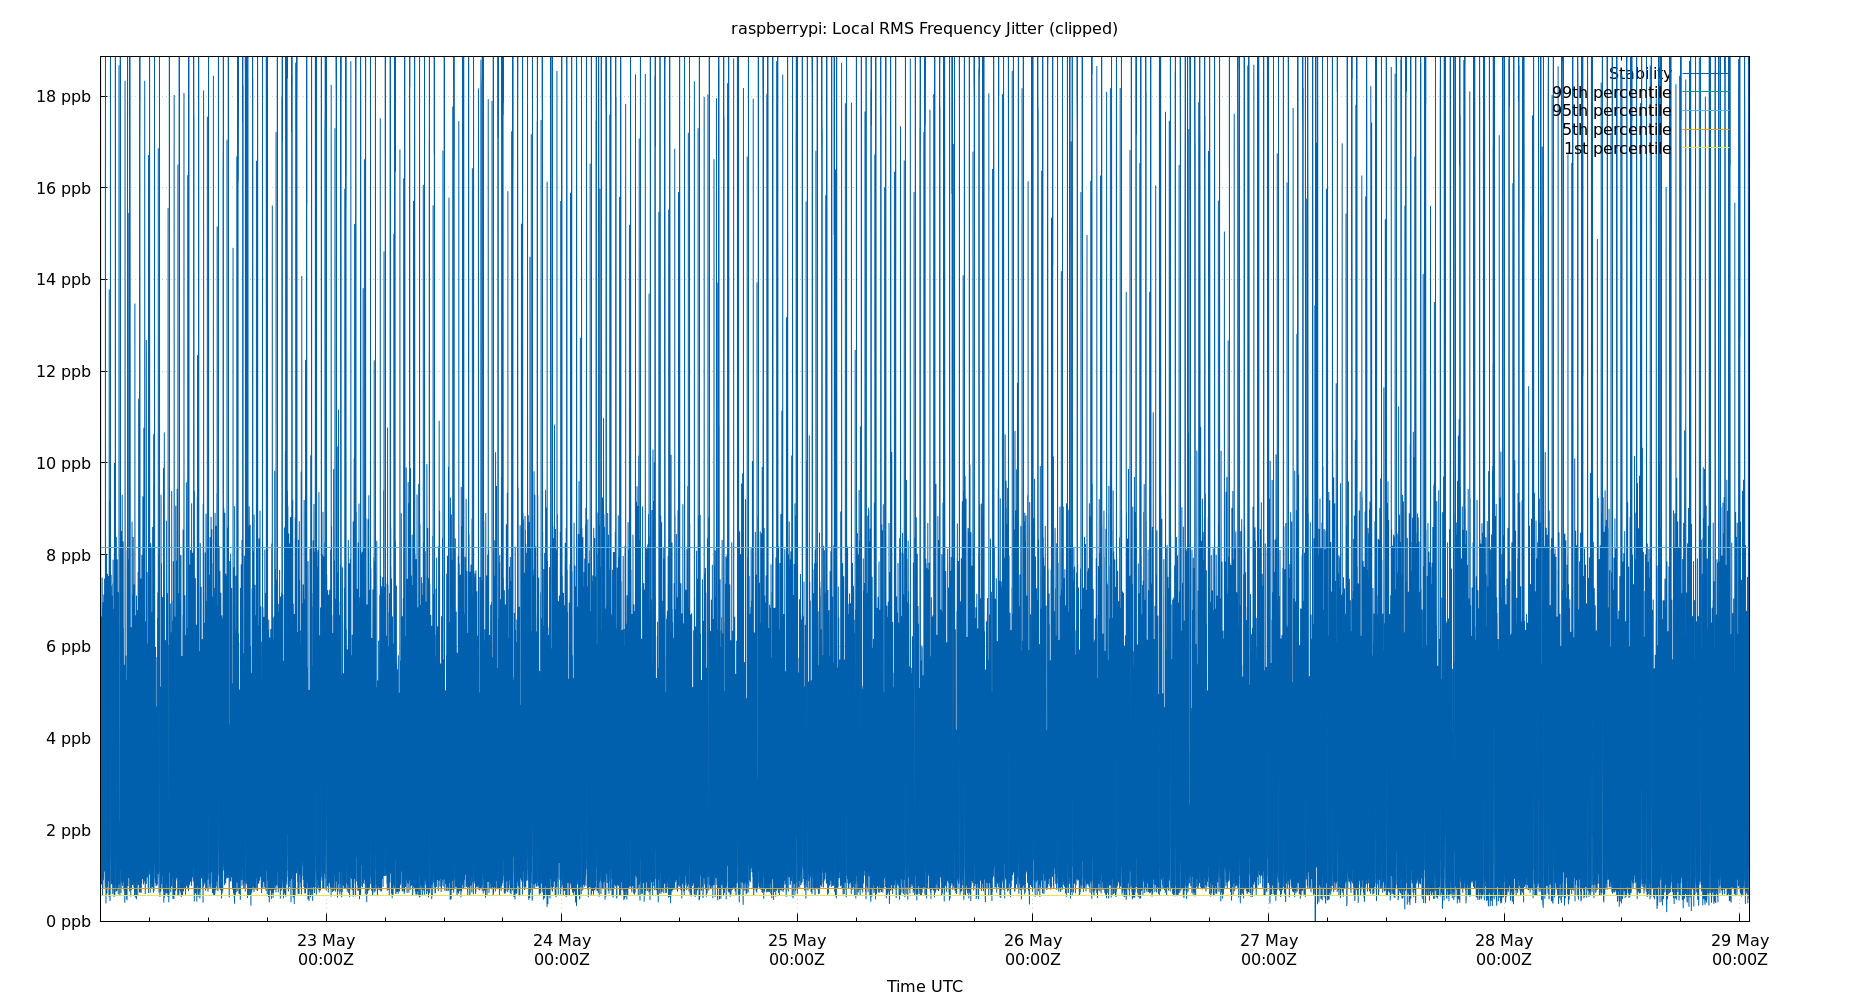 raspberrypi: Local RMS Frequency Jitter (clipped)
Stability
99th percentile
95th percentile
5th percentile
1st percentile
18 ppb
16 ppb
14 ppb
12 ppb
10 ppb
8 ppb
6 ppb
4 ppb
2 ppb
0 ppb
23 May 24 May 25 May 26 May 27 May 28 May 29 May
00:00Z 00:00Z 00:00Z 00:00Z 00:00Z 00:00Z 00:00Z
Time UTC